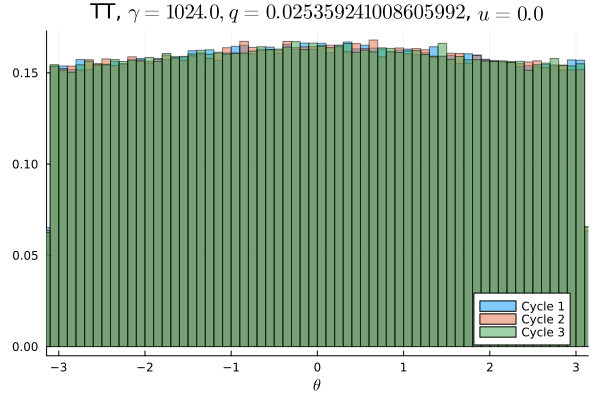 TT, γ = 1024.0, q = 0.025359241008605992, u = 0.0
0.15
0.10
0.05
0.00
Cycle 1
Cycle 2
Cycle 3
−3 −2 −1 0 1 2 3
θ